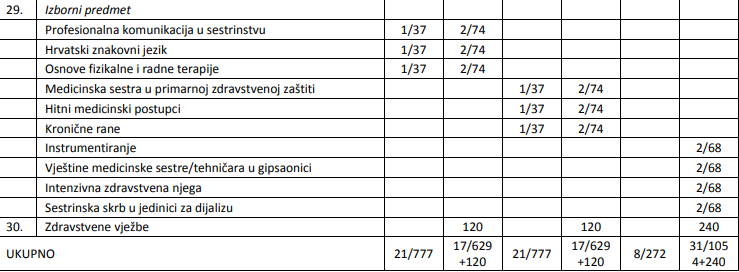 29. Izborni predmet
Profesionalna komunikacija u sestrinstvu 1/37 2/74
Hrvatski znakovni jezik 1/37 2/74
Osnove fizikalne i radne terapije 1/37 2/74
Medicinska sestra u primarnoj zdravstvenoj zaštiti 1/37 2/74
Hitni medicinski postupci 1/37 2/74
Kronične rane 1/37 2/74
Instrumentiranje 2/68
Vještine medicinske sestre/tehničara u gipsaonici 2/68
Intenzivna zdravstvena njega 2/68
Sestrinska skrb u jedinici za dijalizu 2/68
30. Zdravstvene vježbe 120 120 240
UKUPNO 21/777 17/629 21/777 17/629 8/272 31/105
+120 +120 4+240